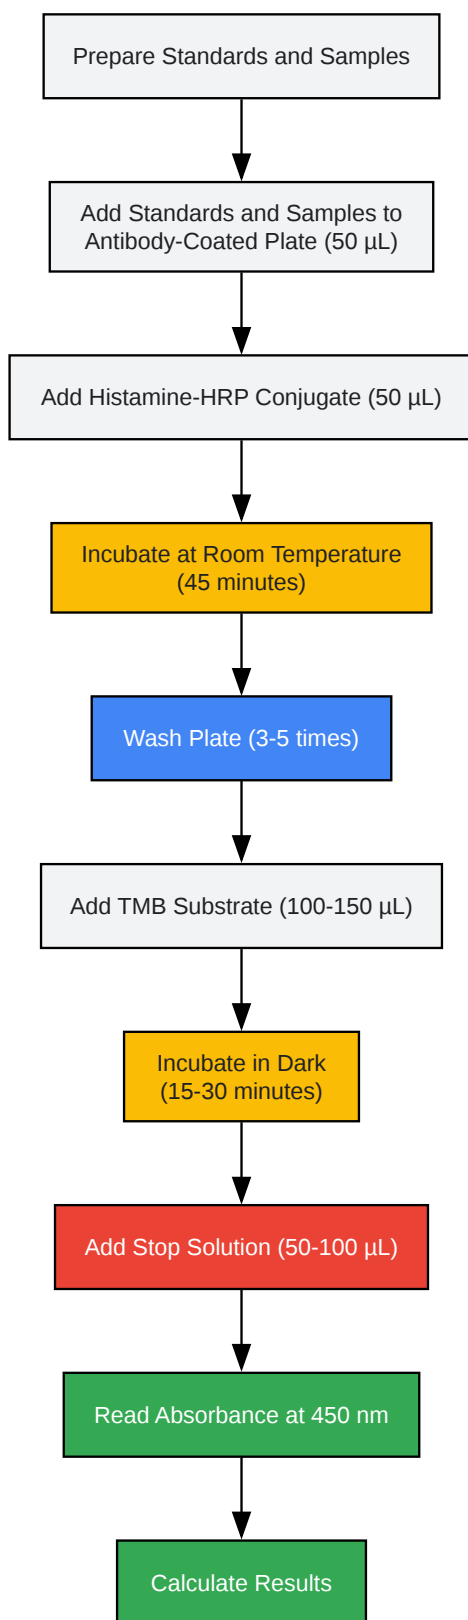 Prepare Standards and Samples
Add Standards and Samples to
Antibody-Coated Plate (50 µL)
Add Histamine-HRP Conjugate (50 µL)
Incubate at Room Temperature
(45 minutes)
Wash Plate (3-5 times)
Add TMB Substrate (100-150 µL)
Incubate in Dark
(15-30 minutes)
Add Stop Solution (50-100 µL)
Read Absorbance at 450 nm
Calculate Results